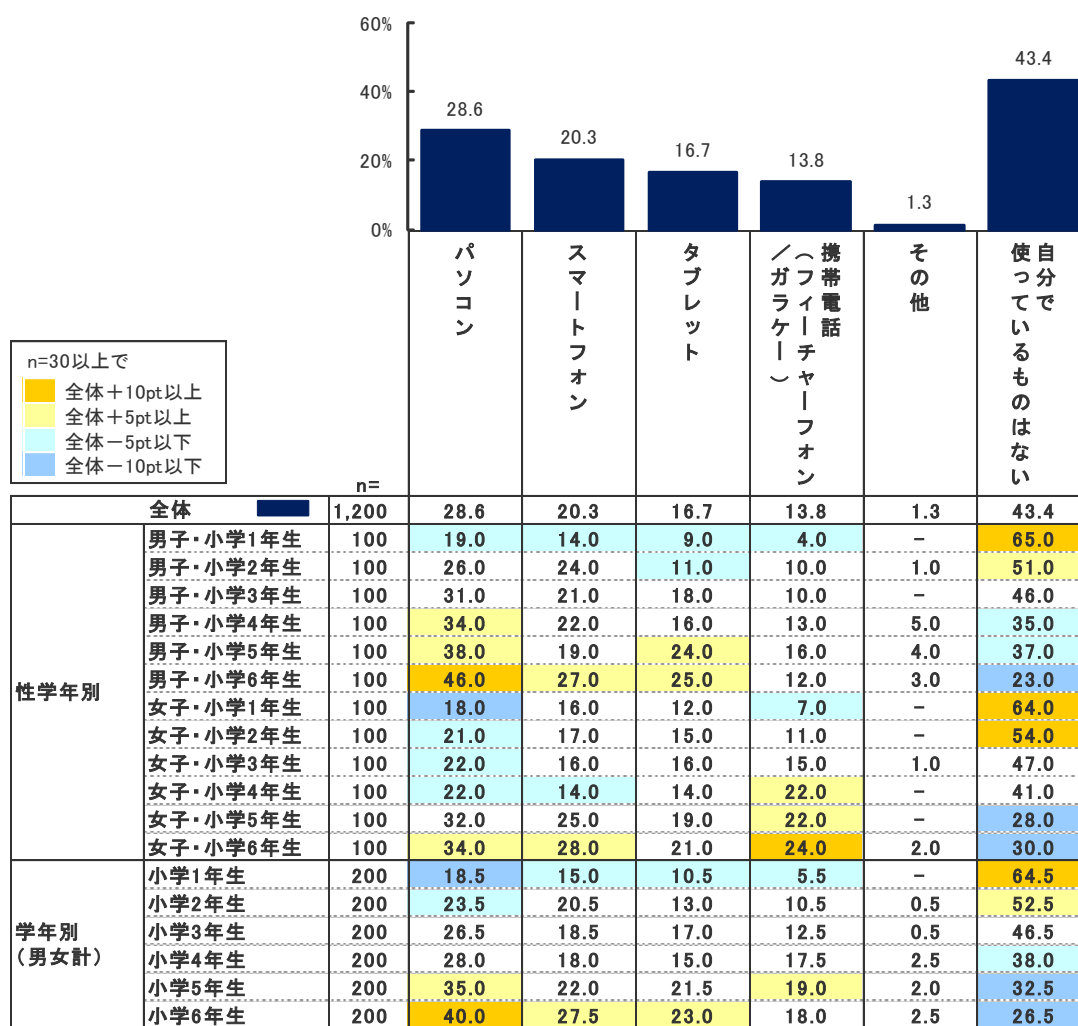 60%
40%
20%
0%
28.6
20.3
16.7
13.8
1.3
43.4
パソコン
スマートフォン
タブレット
携帯電話
（フィーチャーフォン
／ガラケー）
その他
自分で
使っているものはない
n=30以上で
全体＋10pt以上
全体＋5pt以上
全体－5pt以下
全体－10pt以下
n=
全体 1,200 28.6 20.3 16.7 13.8 1.3 43.4
性学年別
男子・小学1年生 100 19.0 14.0 9.0 4.0 － 65.0
男子・小学2年生 100 26.0 24.0 11.0 10.0 1.0 51.0
男子・小学3年生 100 31.0 21.0 18.0 10.0 － 46.0
男子・小学4年生 100 34.0 22.0 16.0 13.0 5.0 35.0
男子・小学5年生 100 38.0 19.0 24.0 16.0 4.0 37.0
男子・小学6年生 100 46.0 27.0 25.0 12.0 3.0 23.0
女子・小学1年生 100 18.0 16.0 12.0 7.0 － 64.0
女子・小学2年生 100 21.0 17.0 15.0 11.0 － 54.0
女子・小学3年生 100 22.0 16.0 16.0 15.0 1.0 47.0
女子・小学4年生 100 22.0 14.0 14.0 22.0 － 41.0
女子・小学5年生 100 32.0 25.0 19.0 22.0 － 28.0
女子・小学6年生 100 34.0 28.0 21.0 24.0 2.0 30.0
学年別
（男女計）
小学1年生 200 18.5 15.0 10.5 5.5 － 64.5
小学2年生 200 23.5 20.5 13.0 10.5 0.5 52.5
小学3年生 200 26.5 18.5 17.0 12.5 0.5 46.5
小学4年生 200 28.0 18.0 15.0 17.5 2.5 38.0
小学5年生 200 35.0 22.0 21.5 19.0 2.0 32.5
小学6年生 200 40.0 27.5 23.0 18.0 2.5 26.5